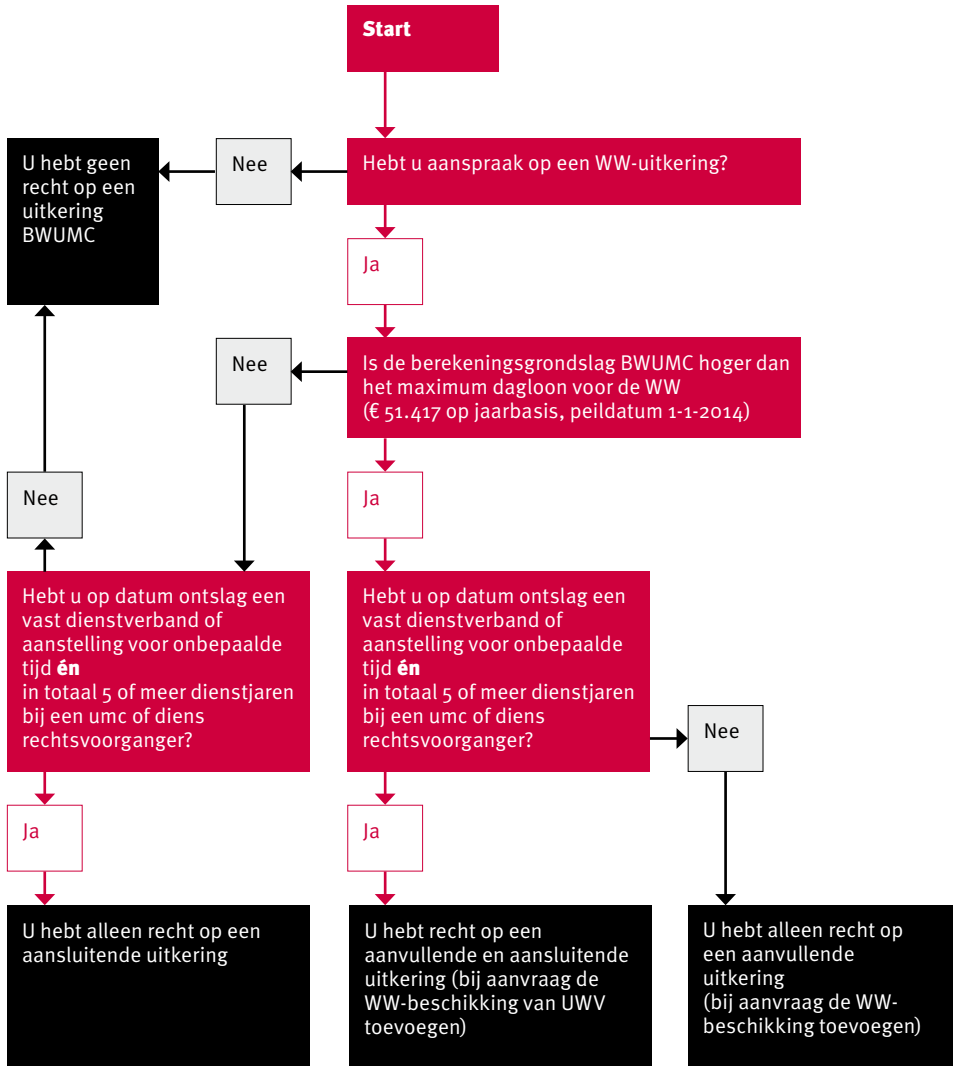 Start
Hebt u aanspraak op een WW-uitkering?
Nee
U hebt geen
recht op een
uitkering
BWUMC
Ja
Is de berekeningsgrondslag BWUMC hoger dan
het maximum dagloon voor de WW
(€ 51.417 op jaarbasis, peildatum 1-1-2014)
Nee
Ja
Nee
Hebt u op datum ontslag een
vast dienstverband of
aanstelling voor onbepaalde
tijd én
in totaal 5 of meer dienstjaren
bij een umc of diens
rechtsvoorganger?
Hebt u op datum ontslag een
vast dienstverband of
aanstelling voor onbepaalde
tijd én
in totaal 5 of meer dienstjaren
bij een umc of diens
rechtsvoorganger?
Nee
Ja
Ja
U hebt alleen recht op een
aansluitende uitkering
U hebt recht op een
aanvullende en aansluitende
uitkering (bij aanvraag de
WW-beschikking van UWV
toevoegen)
U hebt alleen recht op
een aanvullende
uitkering
(bij aanvraag de WW-
beschikking toevoegen)